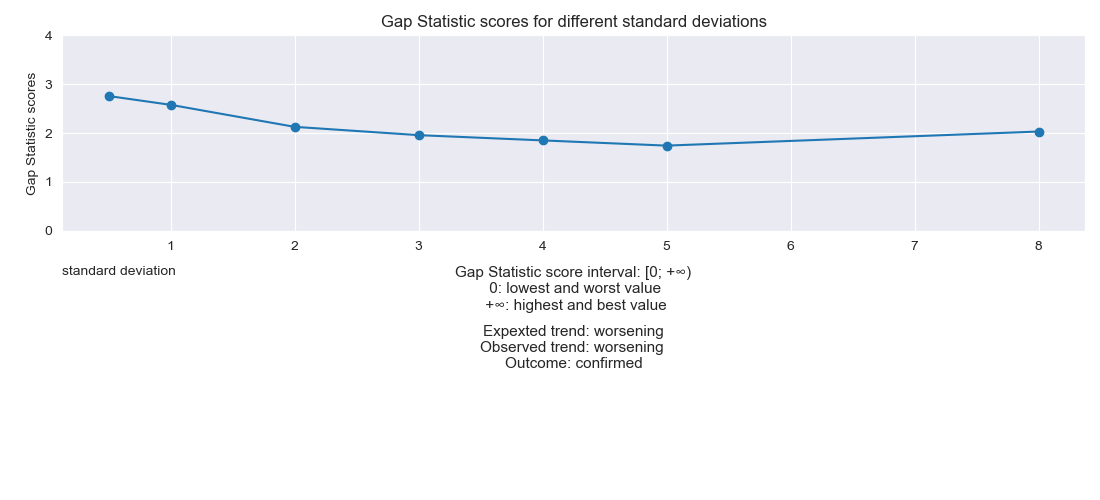 Gap Statistic scores for different standard deviations
Gap Statistic scores
4
3
2
1
0
1 2 3 4 5 6 7 8
standard deviation
Gap Statistic score interval: [0; +∞)
0: lowest and worst value
+∞: highest and best value
Expexted trend: worsening
Observed trend: worsening
Outcome: confirmed